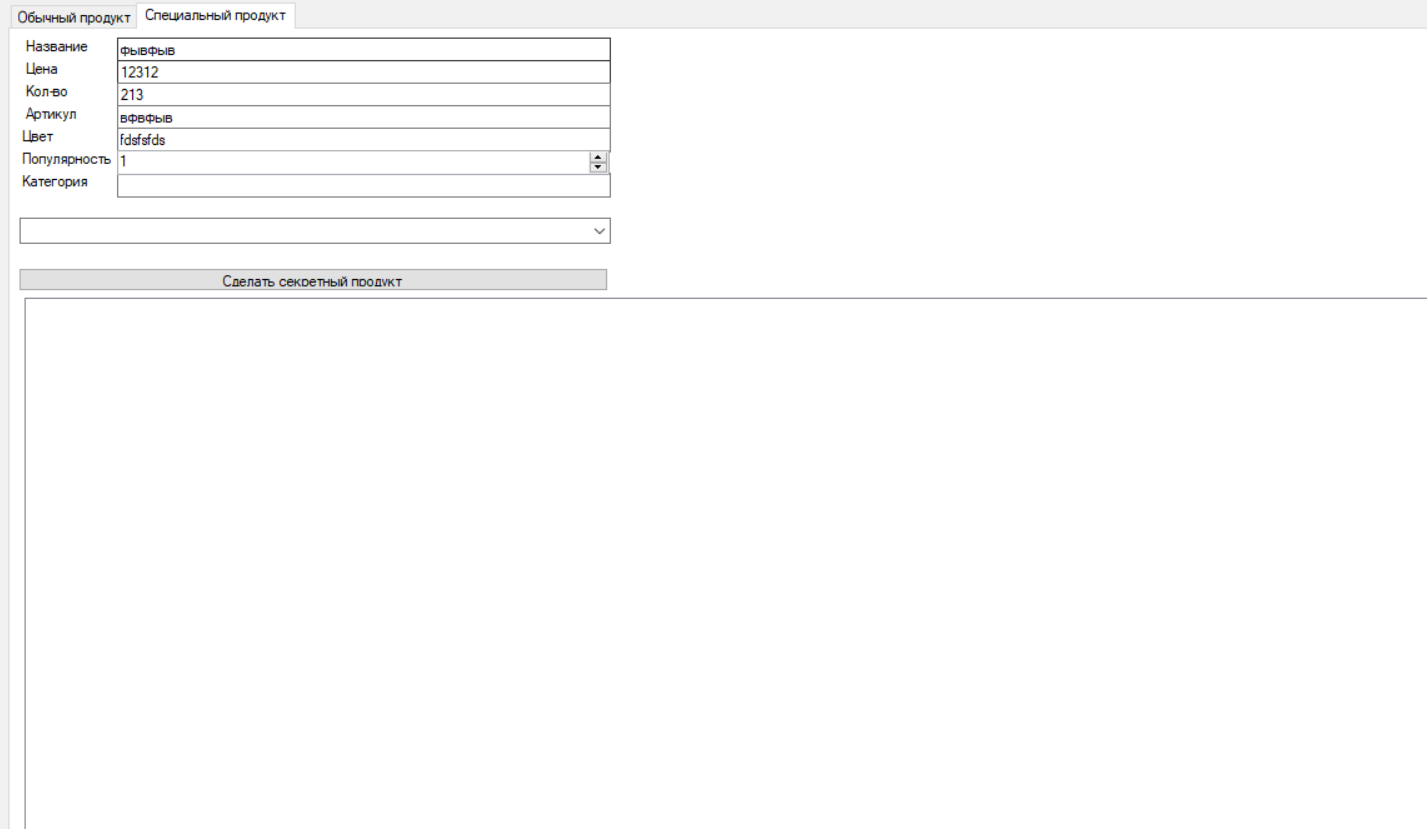 Обычный продукт Специальный продукт
Название фывфыв
Цена 12312
Кол-во 213
Артикул вфвфыв
Цвет fdsfsfds
Популярность 1
Категория
Сделать секретный продукт